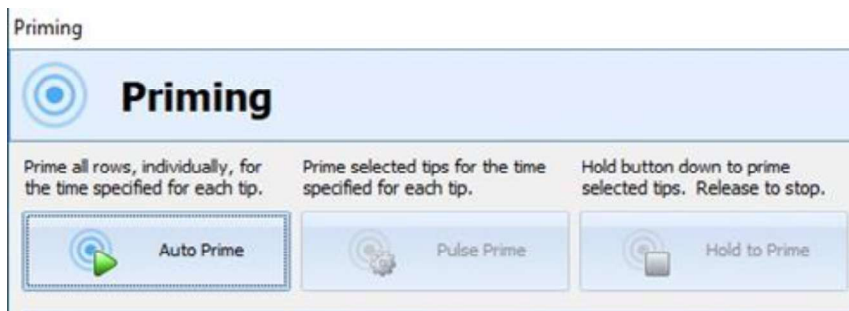 Priming
Priming
Prime all rows, individually, for
the time specified for each tip.
Prime selected tips for the time
specified for each tip.
Hold button down to prime
selected tips. Release to stop.
Auto Prime
Pulse Prime
Hold to Prime